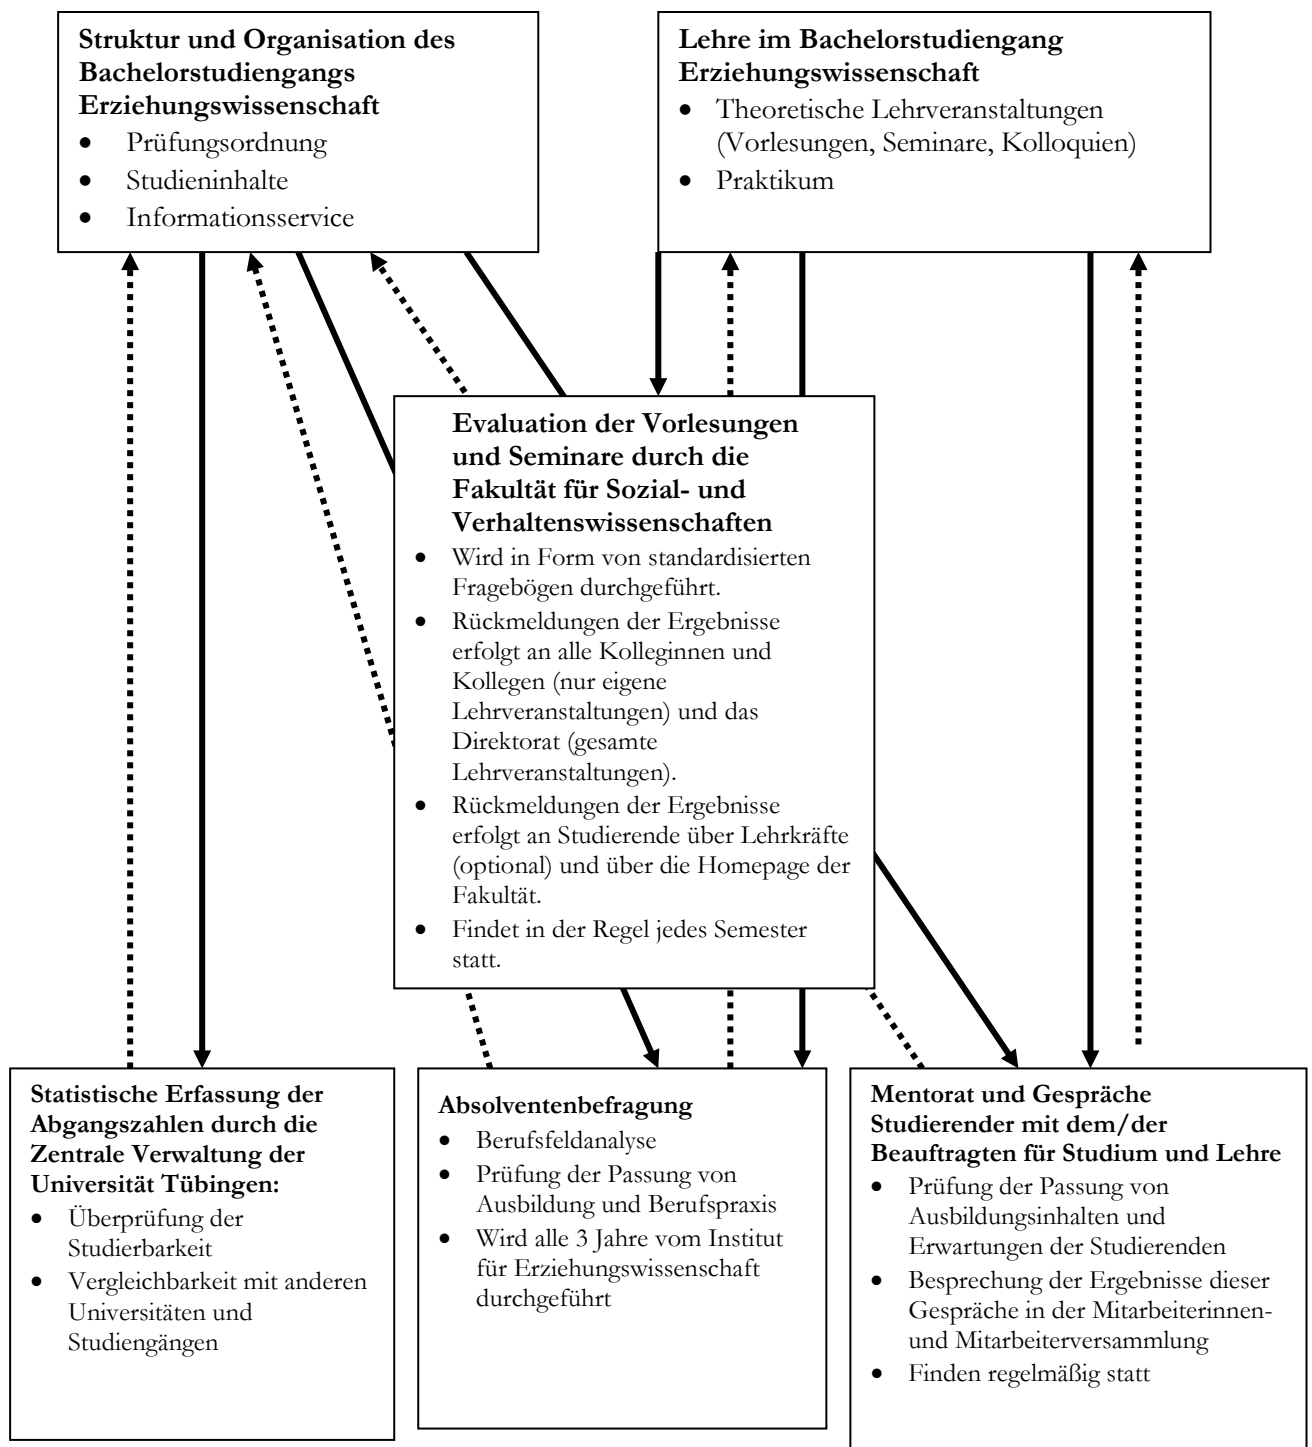 Struktur und Organisation des
Bachelorstudiengangs
Erziehungswissenschaft
• Prüfungsordnung
• Studieninhalte
• Informationsservice
Lehre im Bachelorstudiengang
Erziehungswissenschaft
• Theoretische Lehrveranstaltungen
(Vorlesungen, Seminare, Kolloquien)
• Praktikum
Evaluation der Vorlesungen
und Seminare durch die
Fakultät für Sozial- und
Verhaltenswissenschaften
• Wird in Form von standardisierten
Fragebögen durchgeführt.
• Rückmeldungen der Ergebnisse
erfolgt an alle Kolleginnen und
Kollegen (nur eigene
Lehrveranstaltungen) und das
Direktorat (gesamte
Lehrveranstaltungen).
• Rückmeldungen der Ergebnisse
erfolgt an Studierende über Lehrkräfte
(optional) und über die Homepage der
Fakultät.
• Findet in der Regel jedes Semester
statt.
Statistische Erfassung der
Abgangszahlen durch die
Zentrale Verwaltung der
Universität Tübingen:
• Überprüfung der
Studierbarkeit
• Vergleichbarkeit mit anderen
Universitäten und
Studiengängen
Absolventenbefragung
• Berufsfeldanalyse
• Prüfung der Passung von
Ausbildung und Berufspraxis
• Wird alle 3 Jahre vom Institut
für Erziehungswissenschaft
durchgeführt
Mentorat und Gespräche
Studierender mit dem/der
Beauftragten für Studium und Lehre
• Prüfung der Passung von
Ausbildungsinhalten und
Erwartungen der Studierenden
• Besprechung der Ergebnisse dieser
Gespräche in der Mitarbeiterinnen-
und Mitarbeiterversammlung
• Finden regelmäßig statt